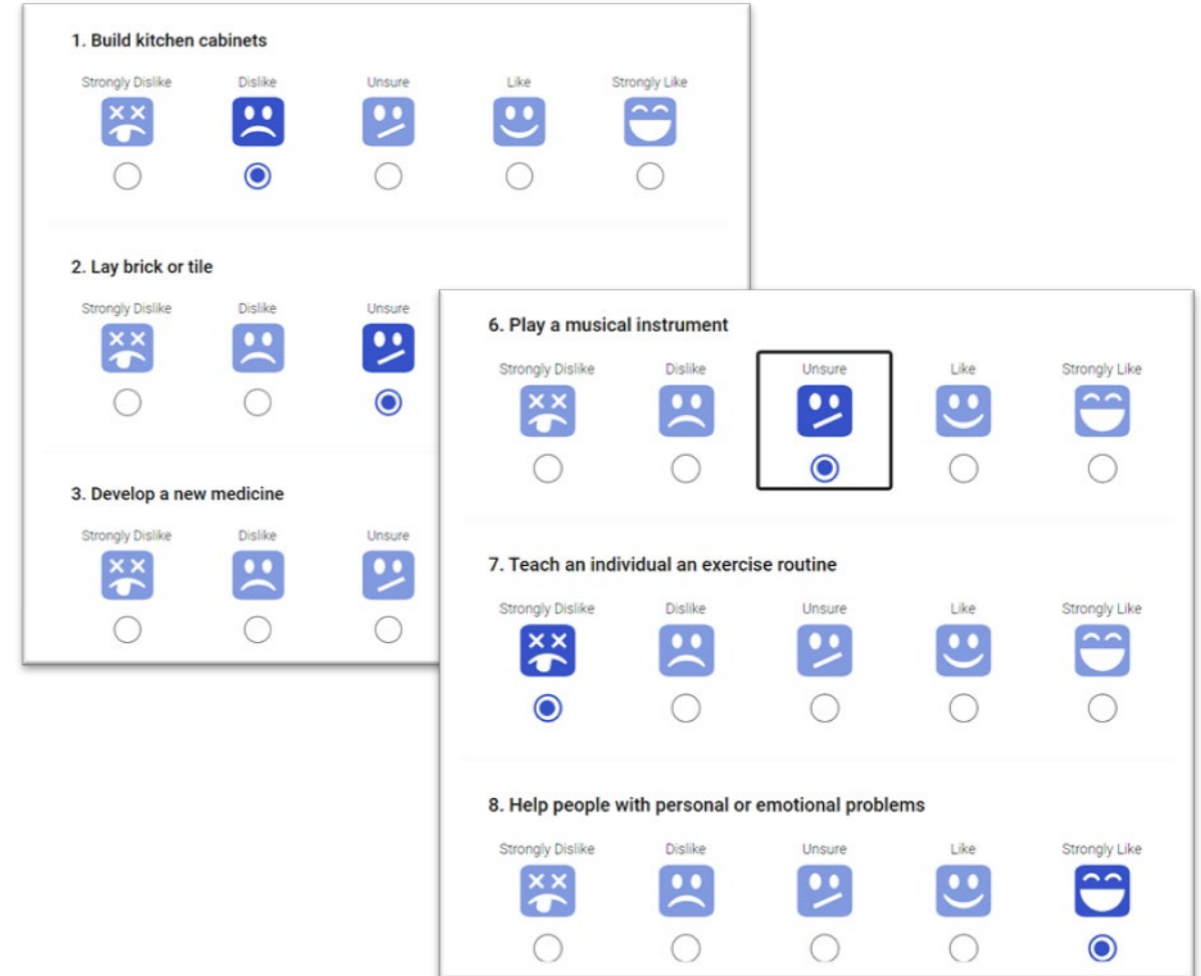 1. Build kitchen cabinets
Strongly Dislike Dislike Unsure Like Strongly Like
2. Lay brick or tile
Strongly Dislike Dislike Unsure
3. Develop a new medicine
Strongly Dislike Dislike Unsure
6. Play a musical instrument
Strongly Dislike Dislike Unsure Like Strongly Like
7. Teach an individual an exercise routine
Strongly Dislike Dislike Unsure Like Strongly Like
8. Help people with personal or emotional problems
Strongly Dislike Dislike Unsure Like Strongly Like